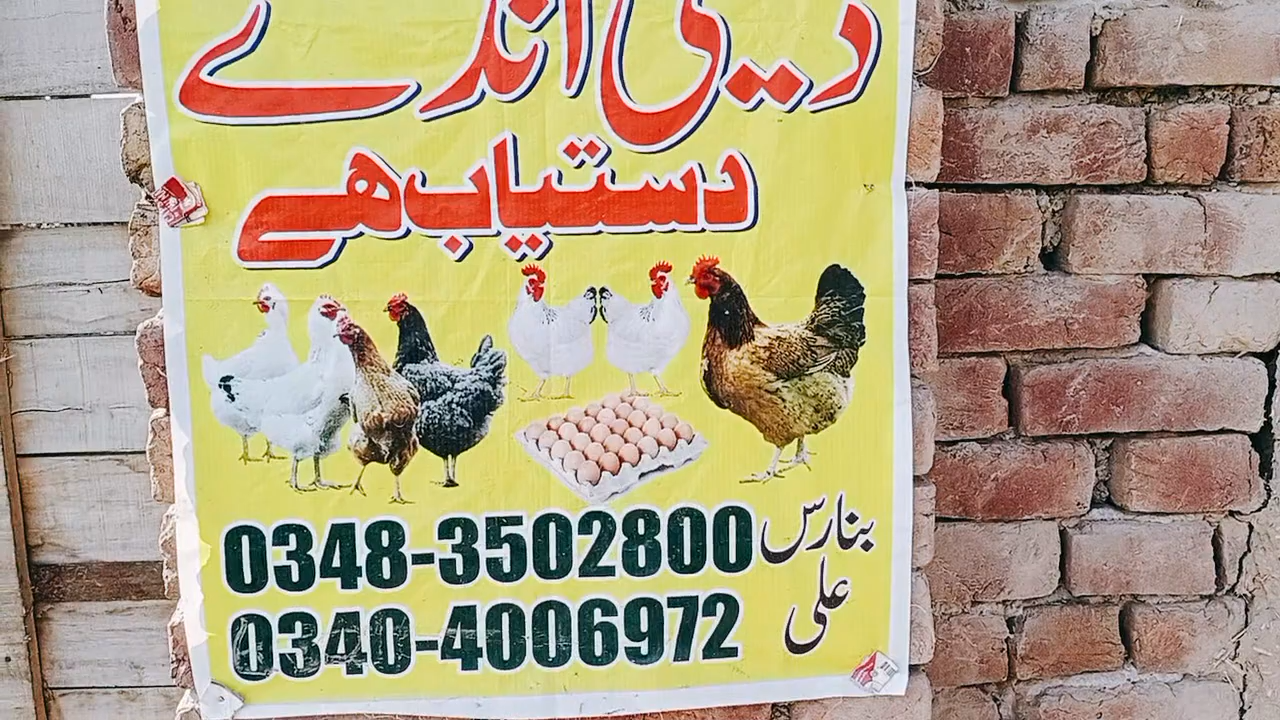 دیسی انڈے
دستیاب ھے
0348-3502800 بنارس
0340-4006972 علی